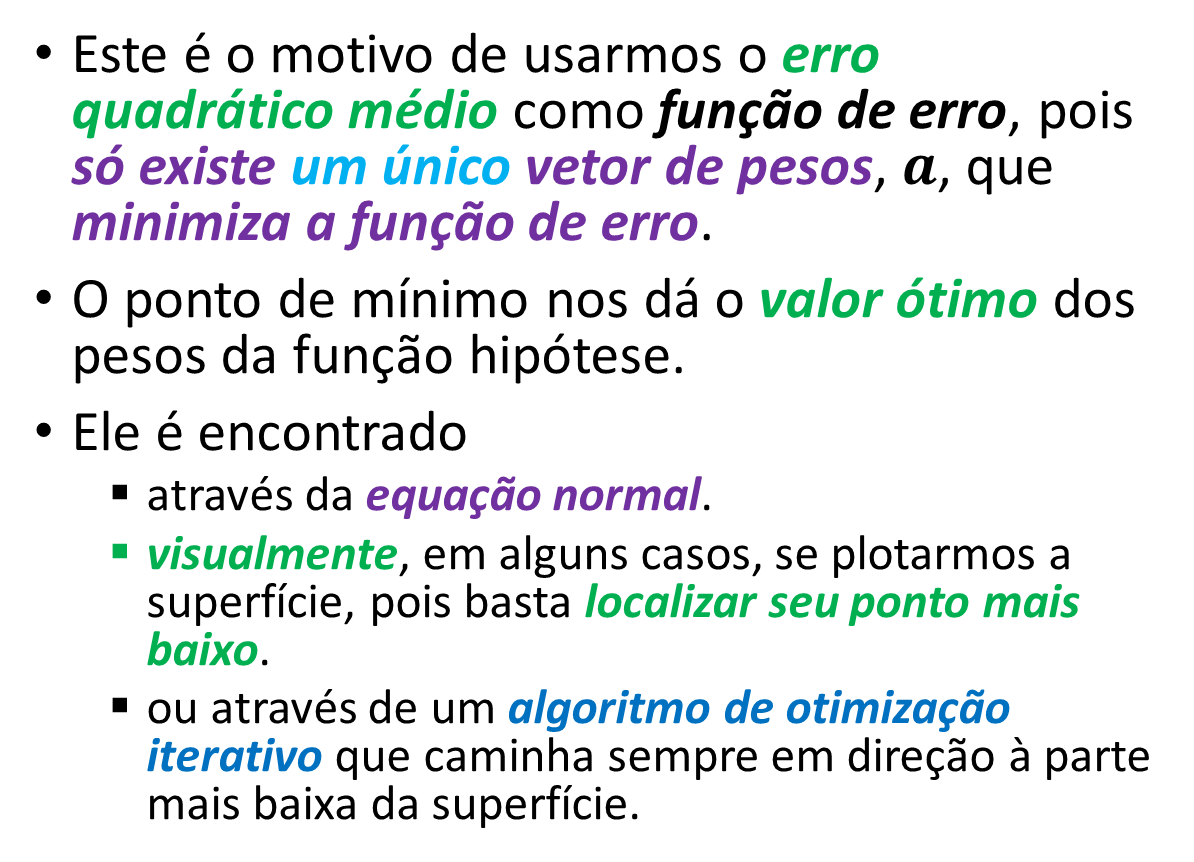 • Este é o motivo de usarmos o erro
quadrático médio como função de erro, pois
só existe um único vetor de pesos, a, que
minimiza a função de erro.
• O ponto de mínimo nos dá o valor ótimo dos
pesos da função hipótese.
• Ele é encontrado
▪ através da equação normal.
▪ visualmente, em alguns casos, se plotarmos a
superfície, pois basta localizar seu ponto mais
baixo.
▪ ou através de um algoritmo de otimização
iterativo que caminha sempre em direção à parte
mais baixa da superfície.